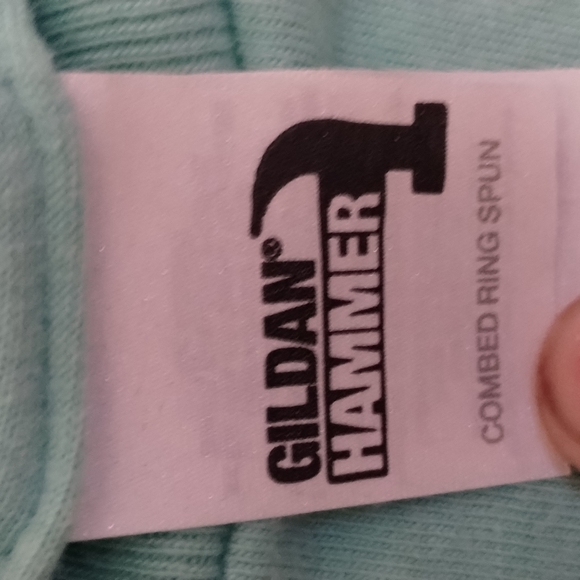 GILDAN®
HAMMER
COMBED RING SPUN